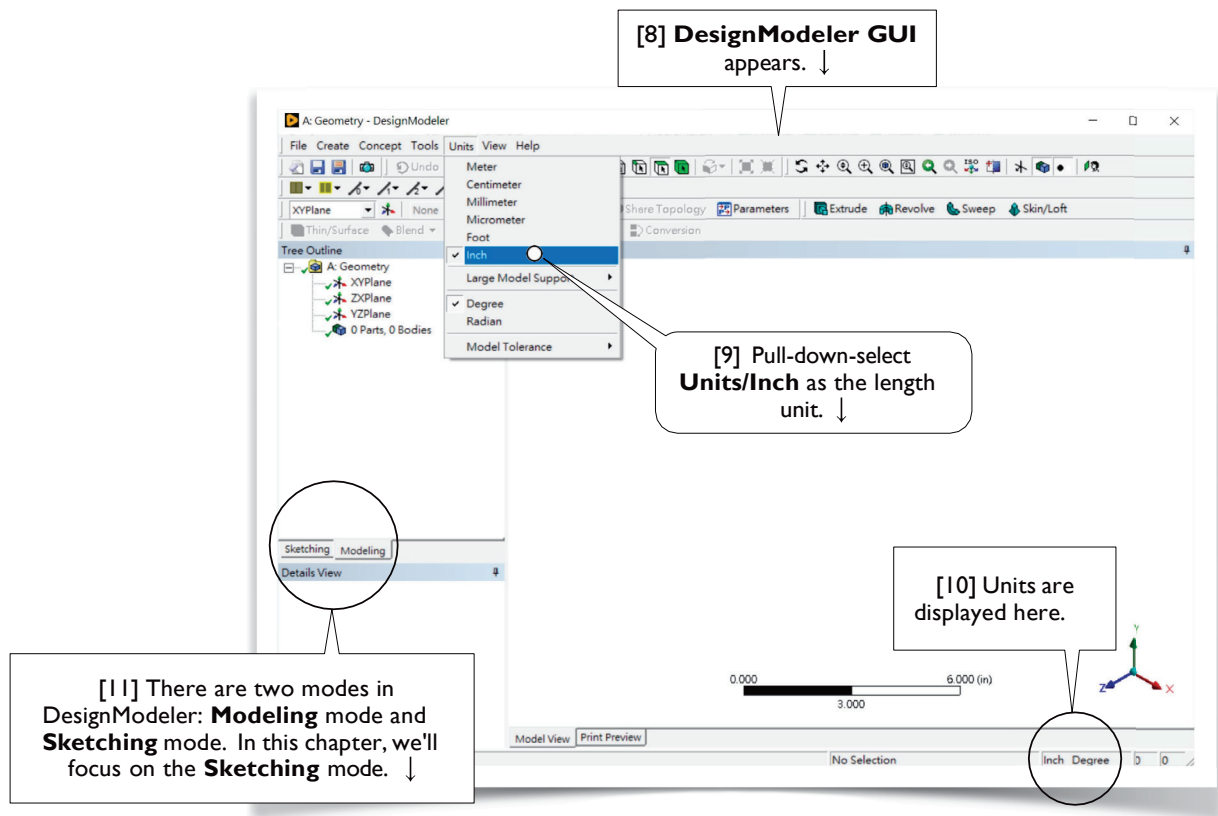 [8] DesignModeler GUI
appears. ↓
A: Geometry - DesignModeler
File Create Concept Tools Units View Help
Undo
XYPlane None
Share Topology Parameters Extrude Revolve Sweep Skin/Loft
Thin/Surface Blend Conversion
Meter
Centimeter
Millimeter
Micrometer
Foot
Inch
Large Model Suppor
Degree
Radian
Model Tolerance
Tree Outline
A: Geometry
XYPlane
ZXPlane
YZPlane
0 Parts, 0 Bodies
[9] Pull-down-select
Units/Inch as the length
unit. ↓
Sketching Modeling
Details View
[10] Units are
displayed here.
[11] There are two modes in
DesignModeler: Modeling mode and
Sketching mode. In this chapter, we'll
focus on the Sketching mode. ↓
0.000 6.000 (in)
3.000
Y
Z X
Model View Print Preview
No Selection Inch Degree 0 0